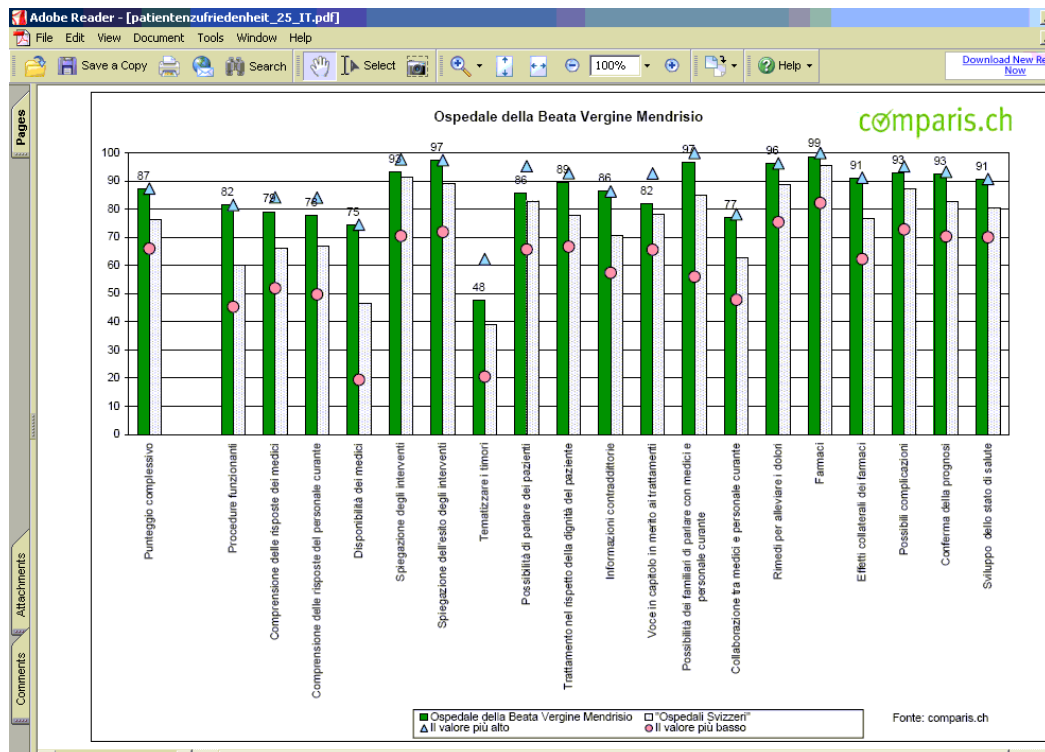 Adobe Reader - [patientenzufriedenheit_25_IT.pdf]
File Edit View Document Tools Window Help
Save a Copy Search Select 100% Help Download New Re
Now
Pages
Attachments
Comments
Ospedale della Beata Vergine Mendrisio
comparis.ch
100
90
80
70
60
50
40
30
20
10
0
87
82
79
75
93
97
48
86
89
86
82
97
77
96
99
91
93
93
91
Punteggio complessivo
Procedure funzionanti
Comprensione delle risposte dei medici
Comprensione delle risposte del personale curante
Disponibilità dei medici
Spiegazione degli interventi
Spiegazione dell'esito degli interventi
Tematizzare i timori
Possibilità di parlare dei pazienti
Trattamento nel rispetto della dignità del paziente
Informazioni contraddittorie
Voce in capitolo in merito ai trattamenti
Possibilità dei familiari di parlare con medici e
personale curante
Collaborazione tra medici e personale curante
Rimedi per alleviare i dolori
Farmaci
Effetti collaterali dei farmaci
Possibili complicazioni
Conferma della prognosi
Sviluppo dello stato di salute
Ospedale della Beata Vergine Mendrisio "Ospedali Svizzeri"
Il valore più alto Il valore più basso
Fonte: comparis.ch